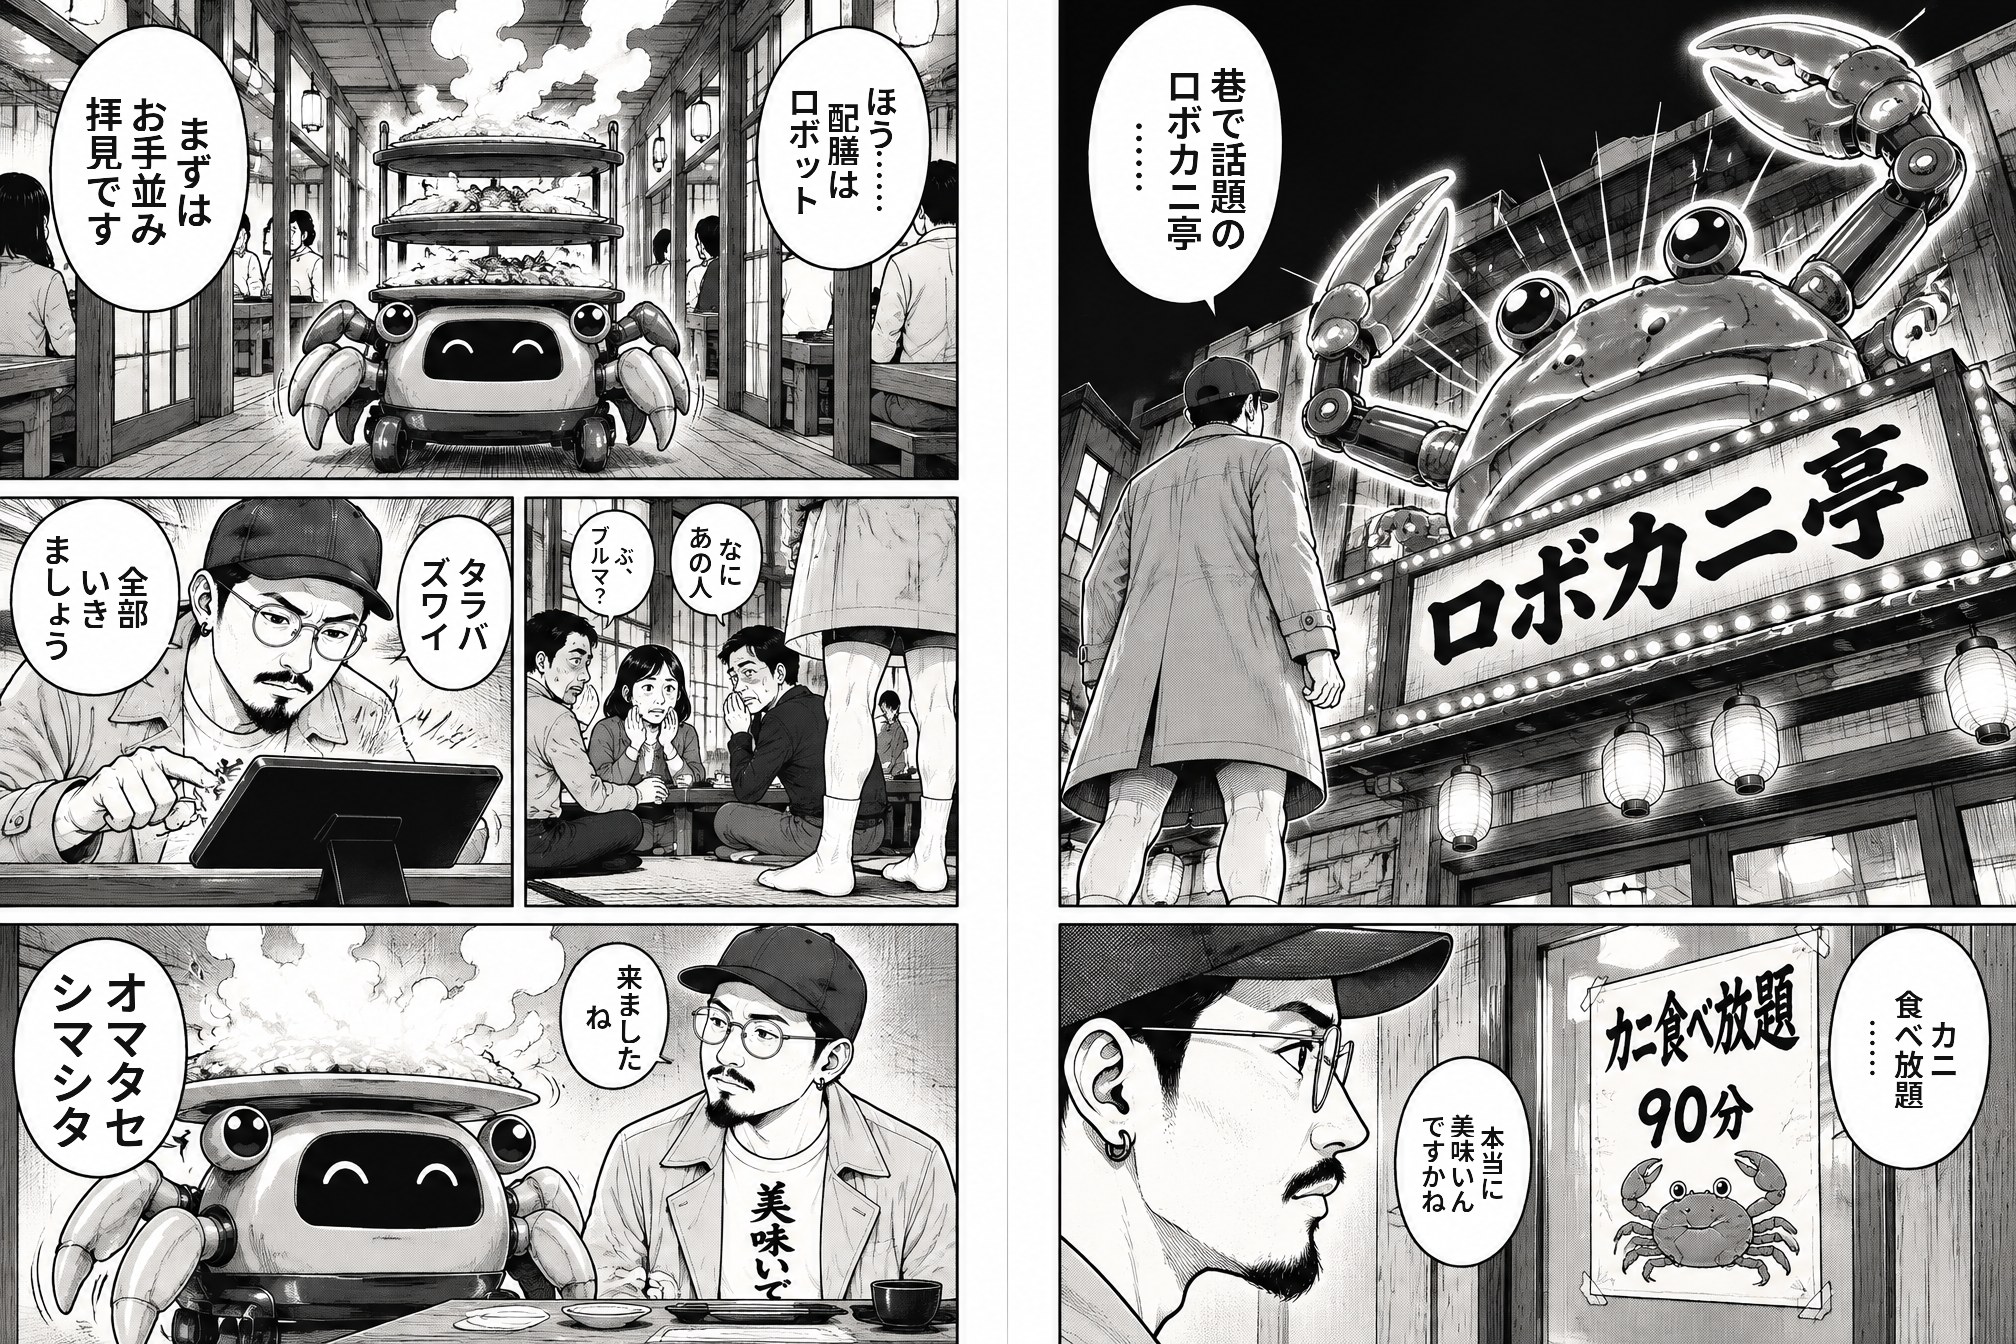 巷で話題の
ロボカニ亭
……
ロボカニ亭
カニ
食べ放題
……
カニ食べ放題
90分
本当に
美味いん
ですかね
ほう……
配膳は
ロボット
まずは
お手並み
拝見です
なに
あの人
ぶ、
ブルマ？
タラバ
ズワイ
全部
いき
ましょう
来ました
ね
美味いで
オマタセ
シマシタ